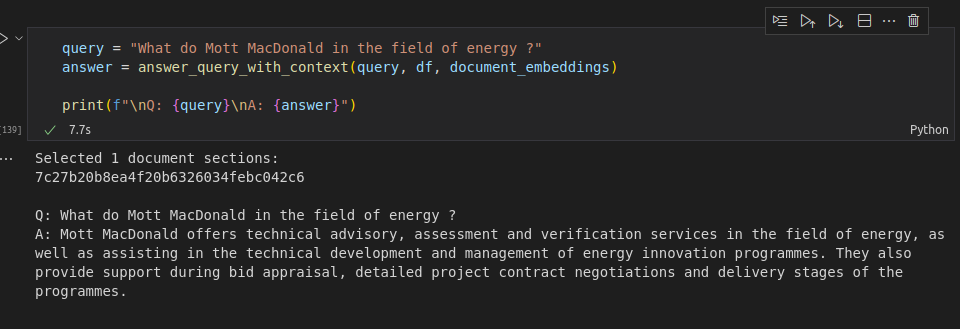 query = "What do Mott MacDonald in the field of energy ?"
answer = answer_query_with_context(query, df, document_embeddings)
print(f"\nQ: {query}\nA: {answer}")
[139]
7.7s
Python
Selected 1 document sections:
7c27b20b8ea4f20b6326034febc042c6
Q: What do Mott MacDonald in the field of energy ?
A: Mott MacDonald offers technical advisory, assessment and verification services in the field of energy, as
well as assisting in the technical development and management of energy innovation programmes. They also
provide support during bid appraisal, detailed project contract negotiations and delivery stages of the
programmes.